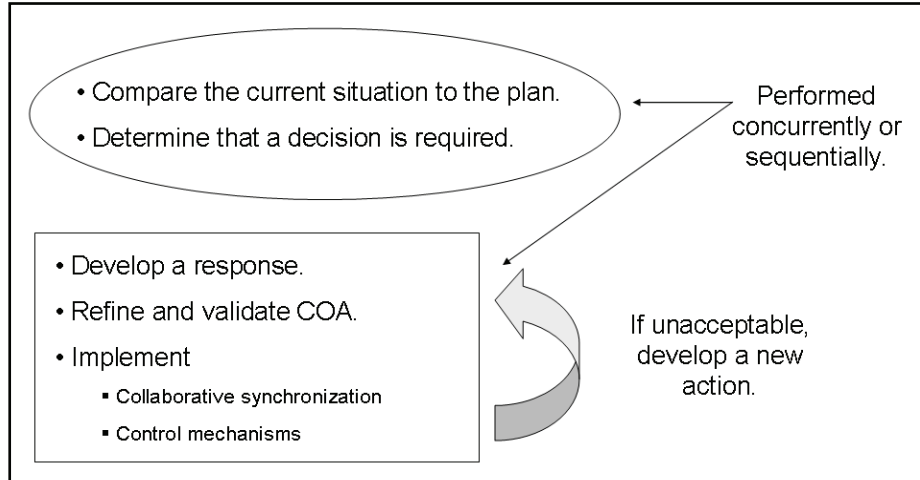 • Compare the current situation to the plan.
• Determine that a decision is required.
Performed
concurrently or
sequentially.
• Develop a response.
• Refine and validate COA.
• Implement
▪ Collaborative synchronization
▪ Control mechanisms
If unacceptable,
develop a new
action.